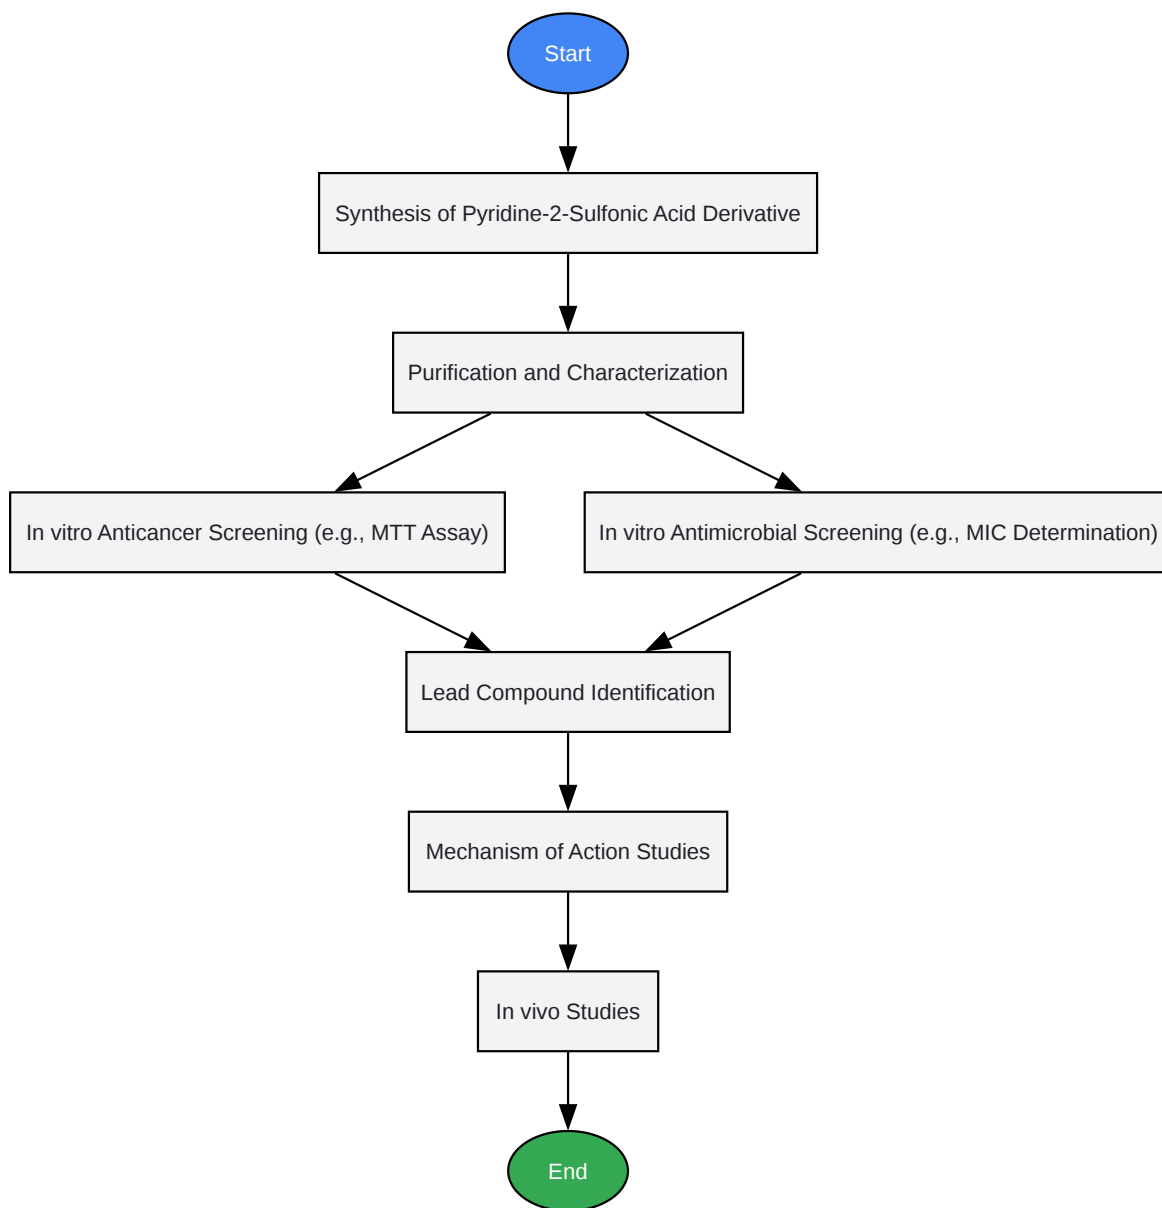 Start
Synthesis of Pyridine-2-Sulfonic Acid Derivative
Purification and Characterization
In vitro Anticancer Screening (e.g., MTT Assay)
In vitro Antimicrobial Screening (e.g., MIC Determination)
Lead Compound Identification
Mechanism of Action Studies
In vivo Studies
End